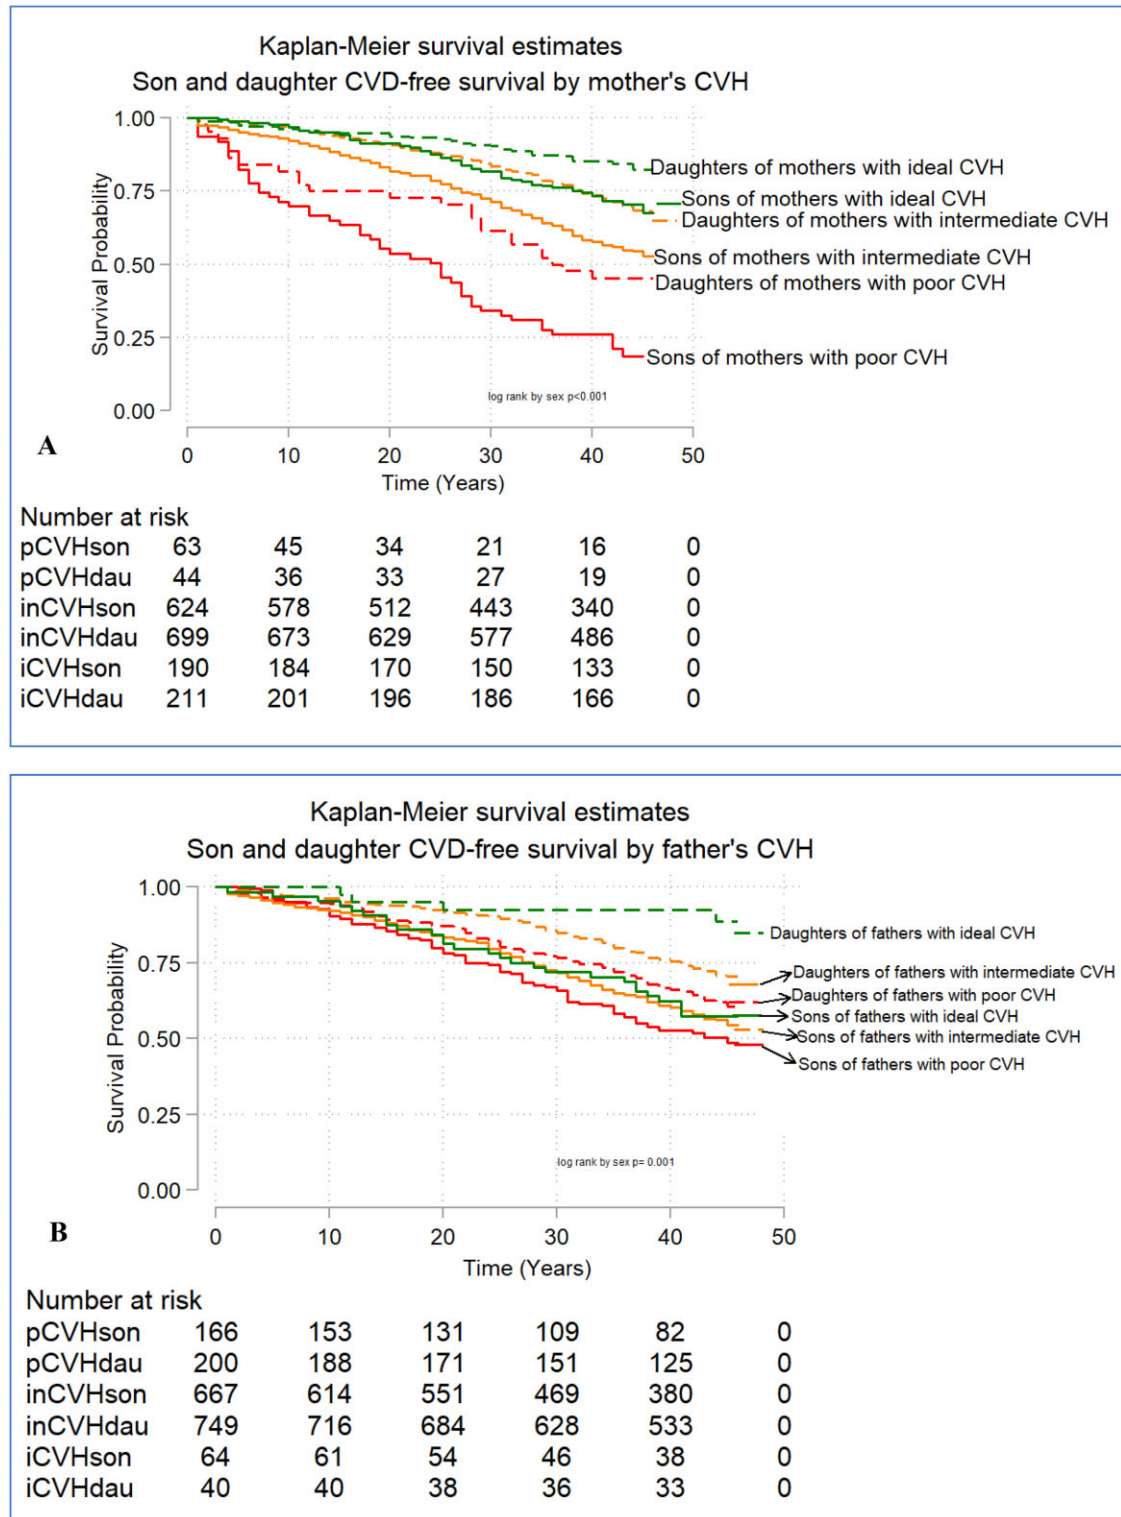 Kaplan-Meier survival estimates
Son and daughter CVD-free survival by mother's CVH
Survival Probability
1.00
0.75
0.50
0.25
0.00
Daughters of mothers with ideal CVH
Sons of mothers with ideal CVH
Daughters of mothers with intermediate CVH
Sons of mothers with intermediate CVH
Daughters of mothers with poor CVH
Sons of mothers with poor CVH
log rank by sex p<0.001
A
0 10 20 30 40 50
Time (Years)
Number at risk
pCVHson 63 45 34 21 16 0
pCVHdau 44 36 33 27 19 0
inCVHson 624 578 512 443 340 0
inCVHdau 699 673 629 577 486 0
iCVHson 190 184 170 150 133 0
iCVHdau 211 201 196 186 166 0
Kaplan-Meier survival estimates
Son and daughter CVD-free survival by father's CVH
Survival Probability
1.00
0.75
0.50
0.25
0.00
Daughters of fathers with ideal CVH
Daughters of fathers with intermediate CVH
Daughters of fathers with poor CVH
Sons of fathers with ideal CVH
Sons of fathers with intermediate CVH
Sons of fathers with poor CVH
log rank by sex p= 0.001
B
0 10 20 30 40 50
Time (Years)
Number at risk
pCVHson 166 153 131 109 82 0
pCVHdau 200 188 171 151 125 0
inCVHson 667 614 551 469 380 0
inCVHdau 749 716 684 628 533 0
iCVHson 64 61 54 46 38 0
iCVHdau 40 40 38 36 33 0